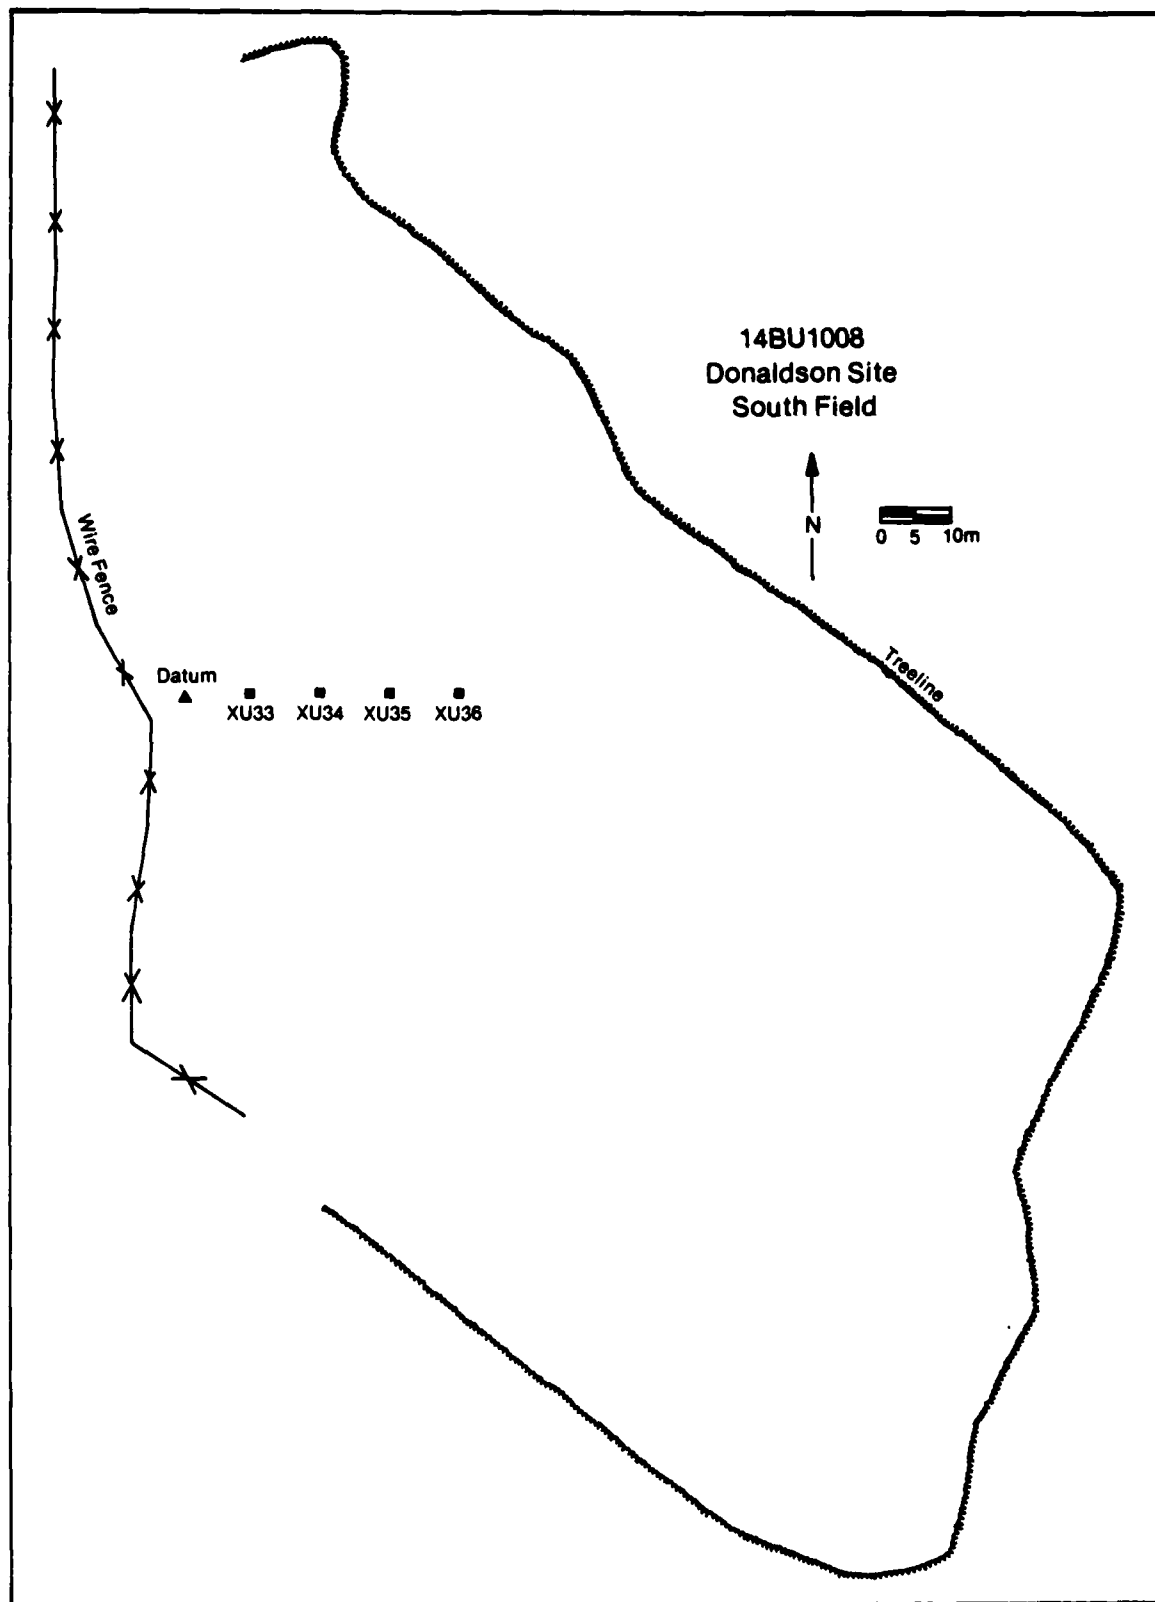 14BU1008
Donaldson Site
South Field
N
0 5 10m
Wire Fence
Treeline
Datum
XU33 XU34 XU35 XU36